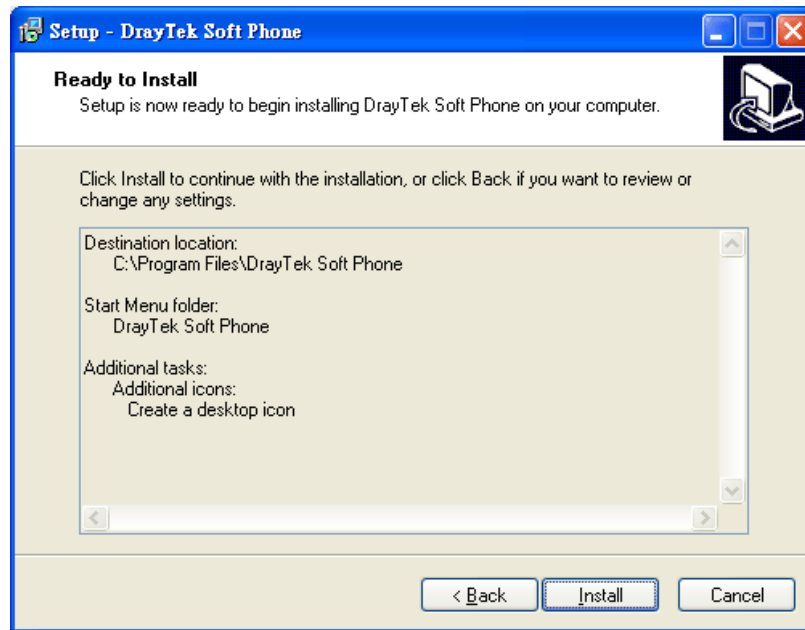 Setup - DrayTek Soft Phone
Ready to Install
Setup is now ready to begin installing DrayTek Soft Phone on your computer.
Click Install to continue with the installation, or click Back if you want to review or
change any settings.
Destination location:
C:\Program Files\DrayTek Soft Phone
Start Menu folder:
DrayTek Soft Phone
Additional tasks:
Additional icons:
Create a desktop icon
< Back
Install
Cancel